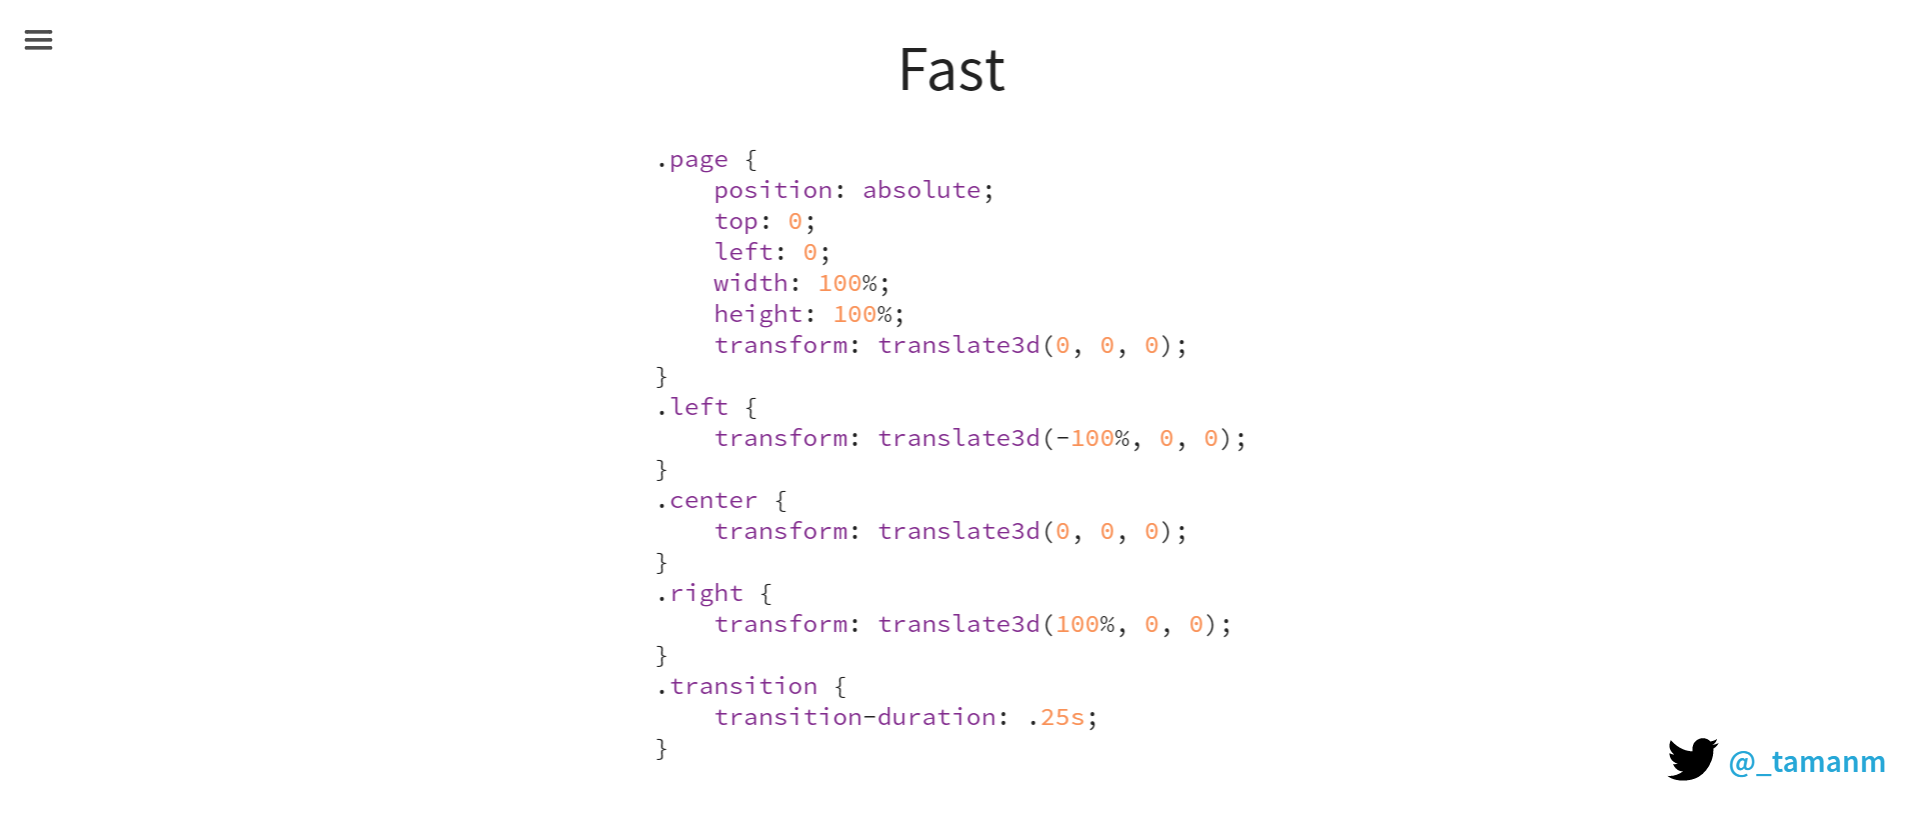 Fast
.page {
    position: absolute;
    top: 0;
    left: 0;
    width: 100%;
    height: 100%;
    transform: translate3d(0, 0, 0);
}
.left {
    transform: translate3d(-100%, 0, 0);
}
.center {
    transform: translate3d(0, 0, 0);
}
.right {
    transform: translate3d(100%, 0, 0);
}
.transition {
    transition-duration: .25s;
}
@_tamanm